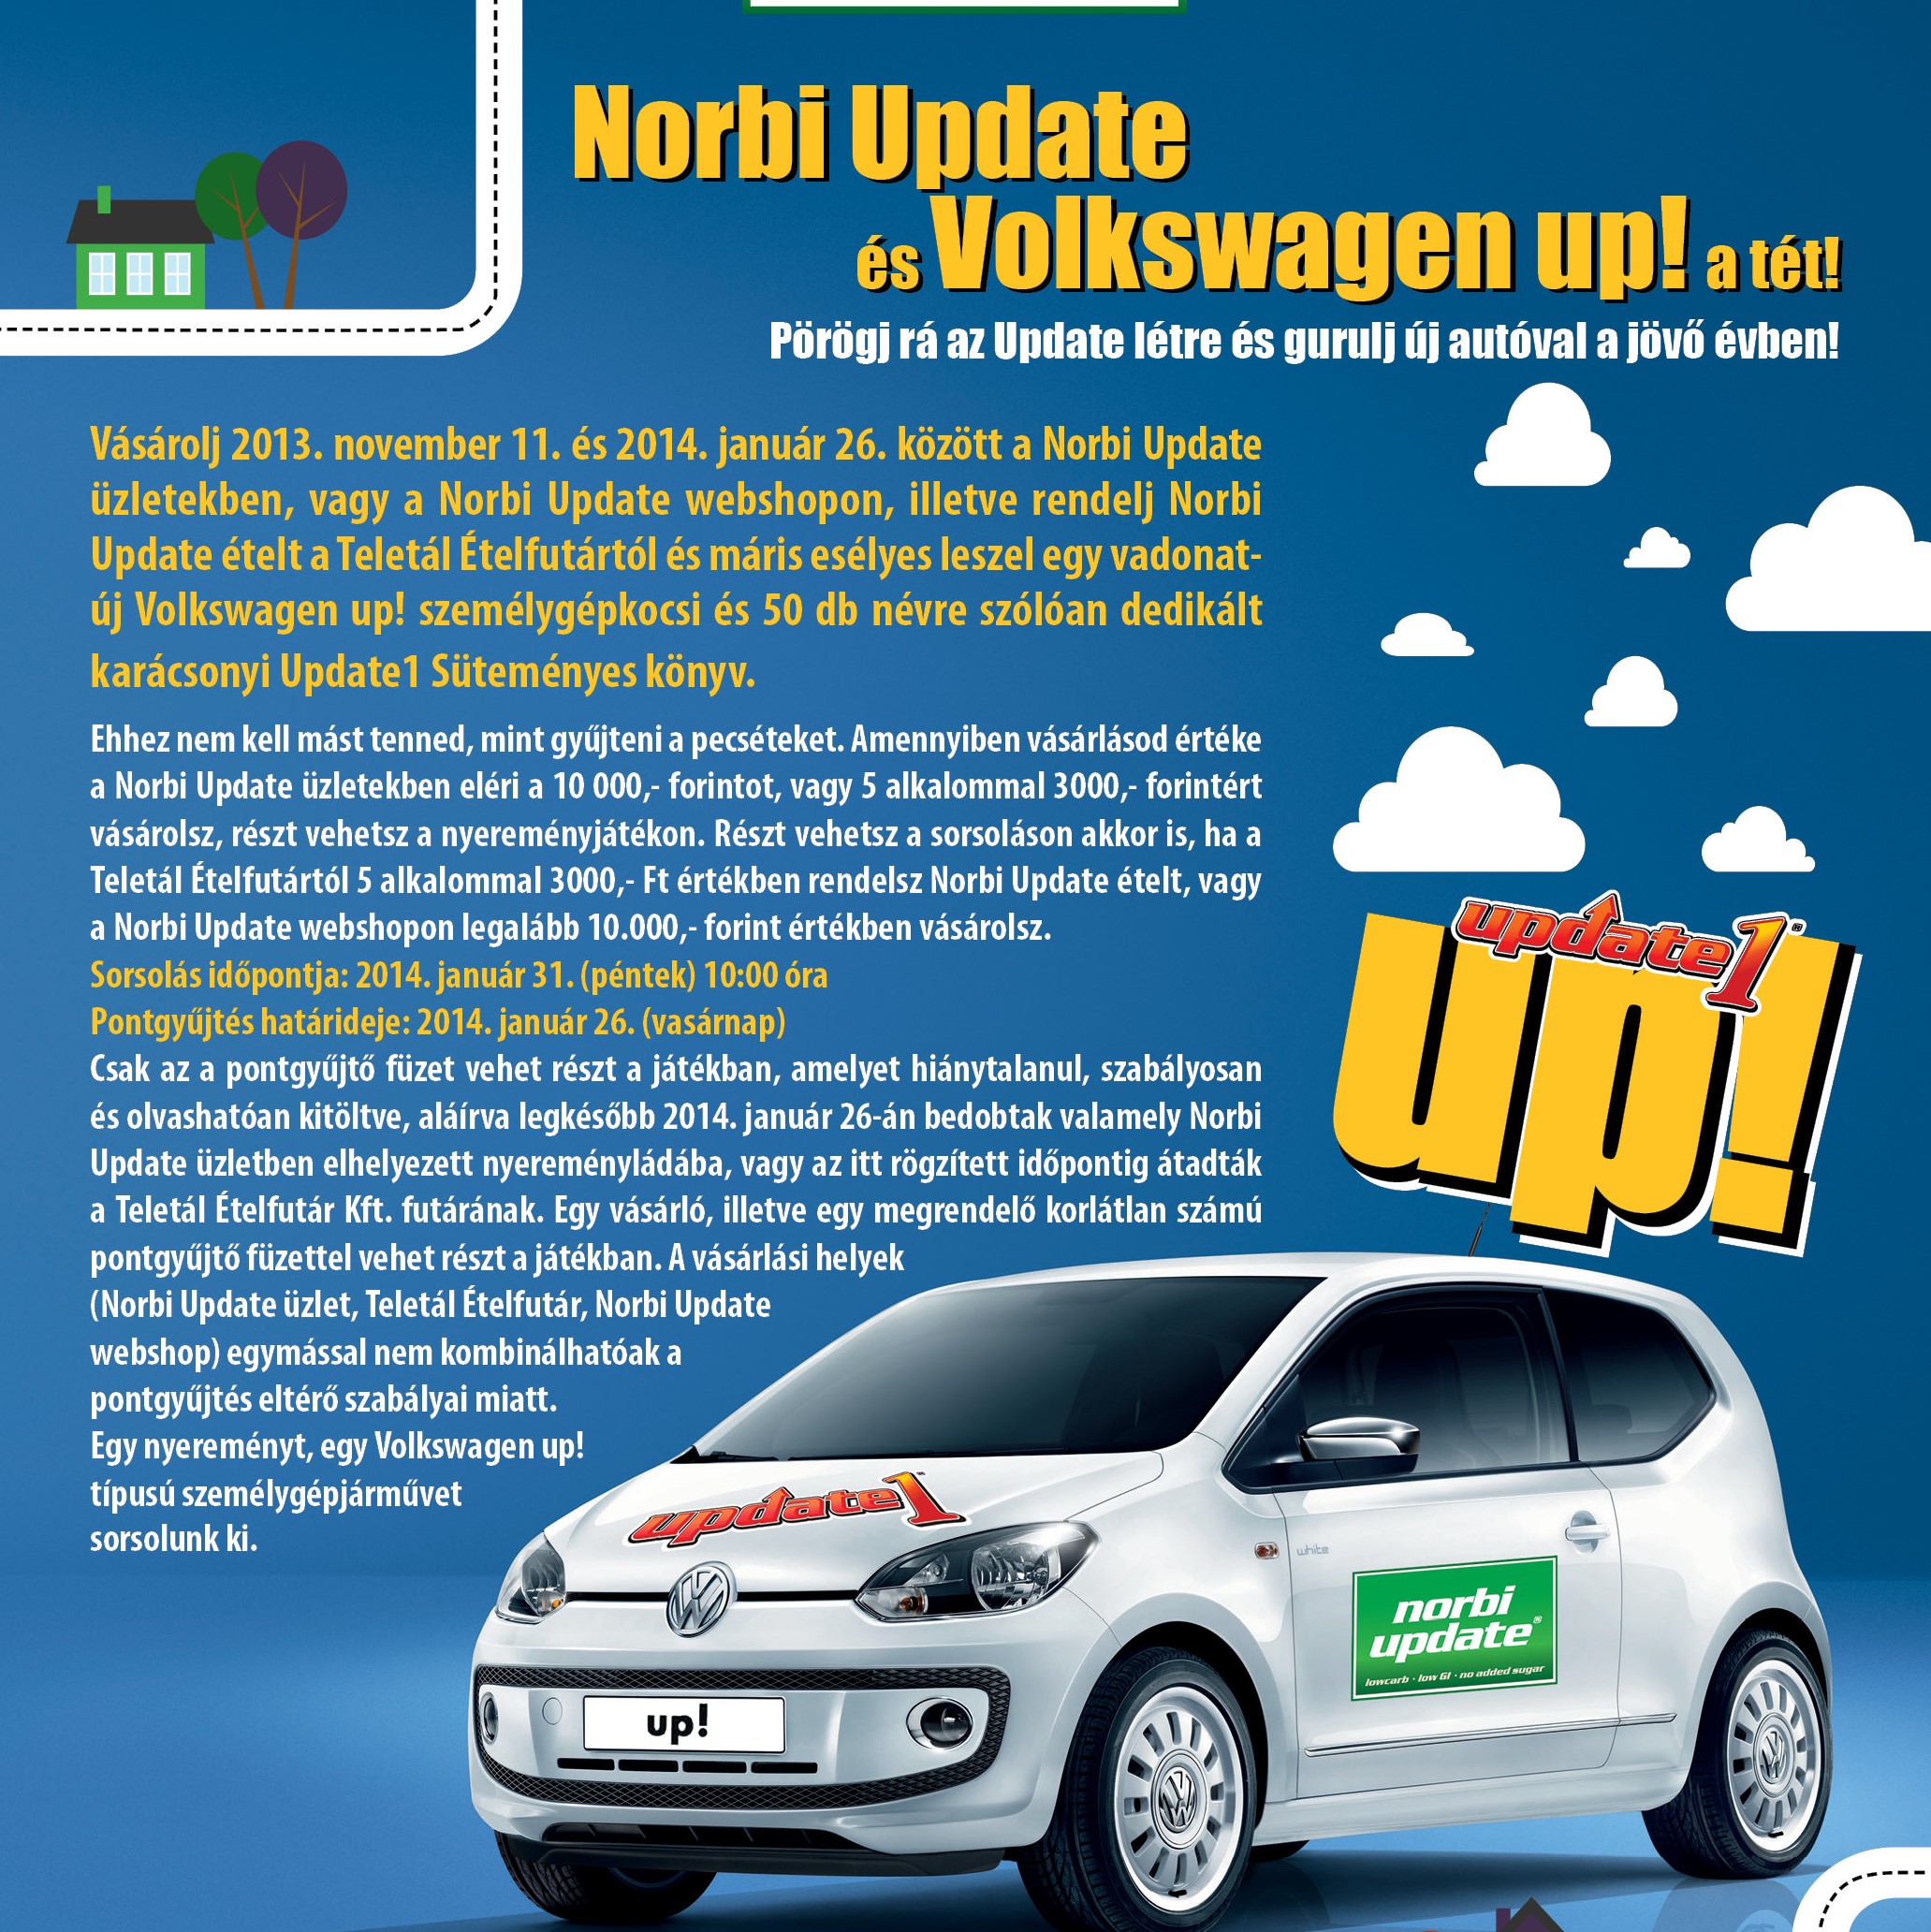 Norbi Update
és Volkswagen up! a tét!
Pörögj rá az Update létre és gurulj új autóval a jövő évben!
Vásárolj 2013. november 11. és 2014. január 26. között a Norbi Update
üzletekben, vagy a Norbi Update webshopon, illetve rendelj Norbi
Update ételt a Teletál Ételfutártól és máris esélyes leszel egy vadonat-
új Volkswagen up! személygépkocsi és 50 db névre szólóan dedikált
karácsonyi Update1 Süteményes könyv.
Ehhez nem kell mást tenned, mint gyűjteni a pecséteket. Amennyiben vásárlásod értéke
a Norbi Update üzletekben eléri a 10 000,- forintot, vagy 5 alkalommal 3000,- forintért
vásárolsz, részt vehetsz a nyereményjátékon. Részt vehetsz a sorsoláson akkor is, ha a
Teletál Ételfutártól 5 alkalommal 3000,- Ft értékben rendelsz Norbi Update ételt, vagy
a Norbi Update webshopon legalább 10.000,- forint értékben vásárolsz.
Sorsolás időpontja: 2014. január 31. (péntek) 10:00 óra
Pontgyűjtés határideje: 2014. január 26. (vasárnap)
Csak az a pontgyűjtő füzet vehet részt a játékban, amelyet hiánytalanul, szabályosan
és olvashatóan kitöltve, aláírva legkésőbb 2014. január 26-án bedobtak valamely Norbi
Update üzletben elhelyezett nyereményládába, vagy az itt rögzített időpontig átadták
a Teletál Ételfutár Kft. futárának. Egy vásárló, illetve egy megrendelő korlátlan számú
pontgyűjtő füzettel vehet részt a játékban. A vásárlási helyek
(Norbi Update üzlet, Teletál Ételfutár, Norbi Update
webshop) egymással nem kombinálhatóak a
pontgyűjtés eltérő szabályai miatt.
Egy nyereményt, egy Volkswagen up!
típusú személygépjárművet
sorsolunk ki.
update1®
up!
update1
white
norbi
update®
lowcarb · low GI · no added sugar
up!